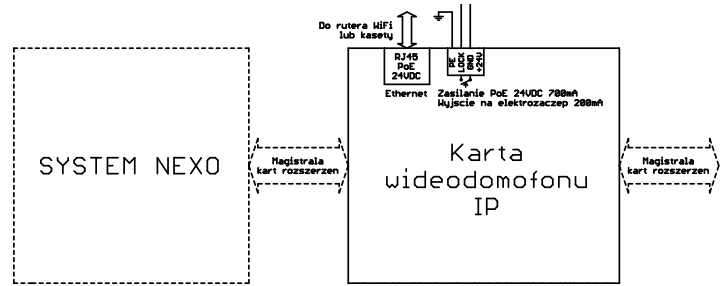 Do rutera WiFi
lub kasety
RJ45
PoE
24VDC
PE
LOCK
GND
+24V
Ethernet
Zasilanie PoE 24VDC 700mA
Wyjscie na elektrozaczep 200mA
SYSTEM NEXO
Magistrala
kart rozszerzen
Karta
wideodomofonu
IP
Magistrala
kart rozszerzen